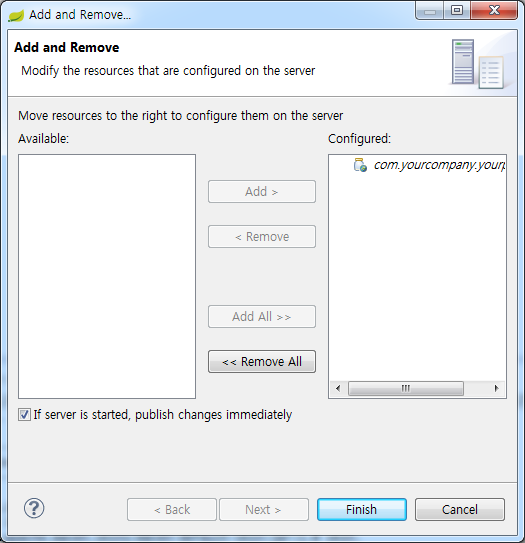 Add and Remove...
Add and Remove
Modify the resources that are configured on the server
Move resources to the right to configure them on the server
Available:
Configured:
com.yourcompany.yourp
Add >
< Remove
Add All >>
<< Remove All
If server is started, publish changes immediately
?
< Back
Next >
Finish
Cancel